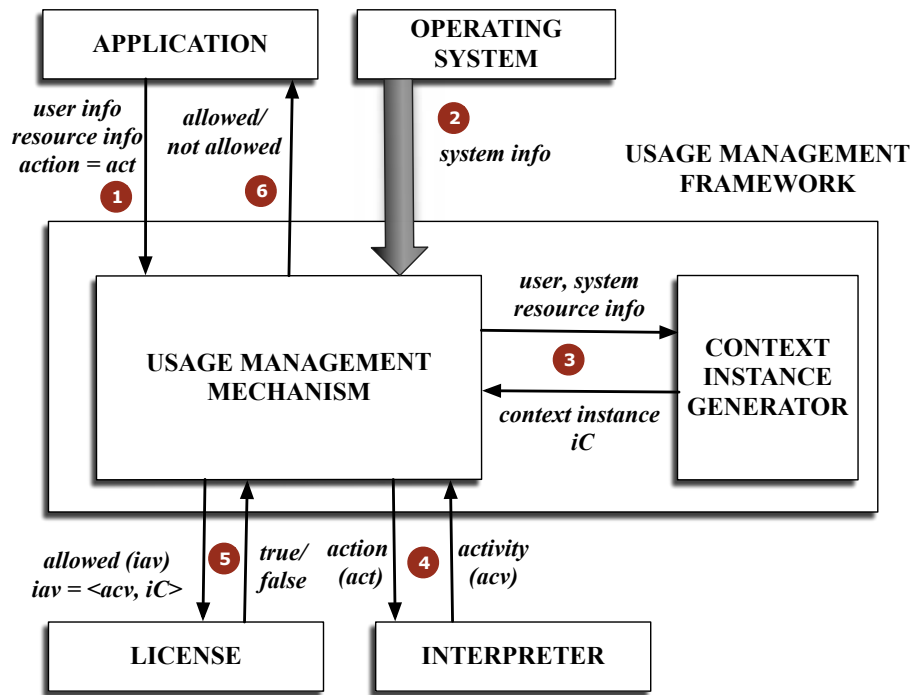 APPLICATION
OPERATING
SYSTEM
user info
resource info
action = act
1
allowed/
not allowed
6
2
system info
USAGE MANAGEMENT
FRAMEWORK
USAGE MANAGEMENT
MECHANISM
user, system
resource info
3
context instance
iC
CONTEXT
INSTANCE
GENERATOR
allowed (iav)
iav = <acv, iC>
5
true/
false
action
(act)
4
activity
(acv)
LICENSE
INTERPRETER